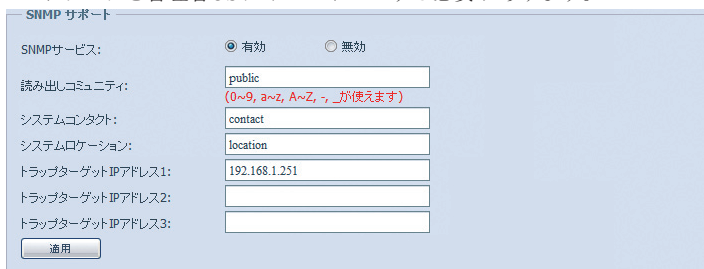 SNMP サポート
SNMPサービス: 有効 無効
読み出しコミュニティ: public
(0~9, a~z, A~Z, -, _が使えます)
システムコンタクト: contact
システムロケーション: location
トラップターゲットIPアドレス1: 192.168.1.251
トラップターゲットIPアドレス2:
トラップターゲットIPアドレス3:
適用